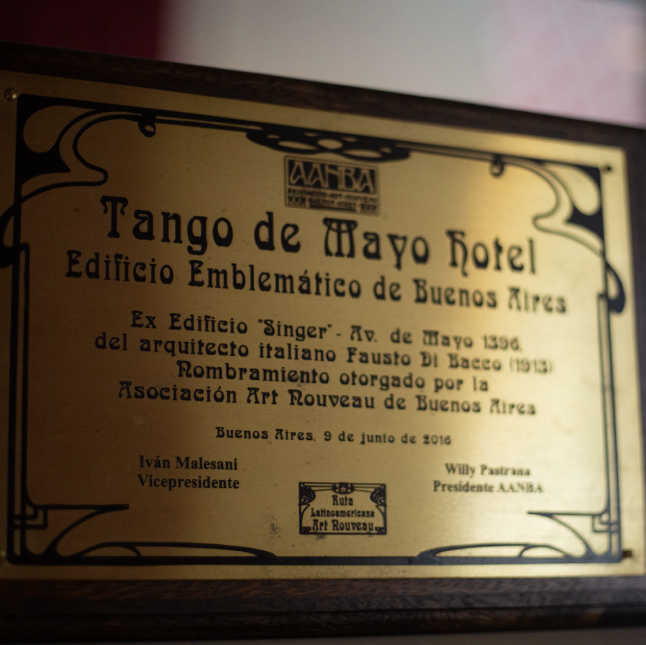 AANBA
Tango de Mayo Hotel
Edificio Emblemático de Buenos Aires
Ex Edificio "Singer" - Av. de Mayo 1396,
del arquitecto italiano Fausto Di Bacco (1913)
Nombramiento otorgado por la
Asociación Art Nouveau de Buenos Aires
Buenos Aires, 9 de junio de 2016
Iván Malesani
Vicepresidente
Willy Pastrana
Presidente AANBA
Ruta
Latinoamericana
Art Nouveau